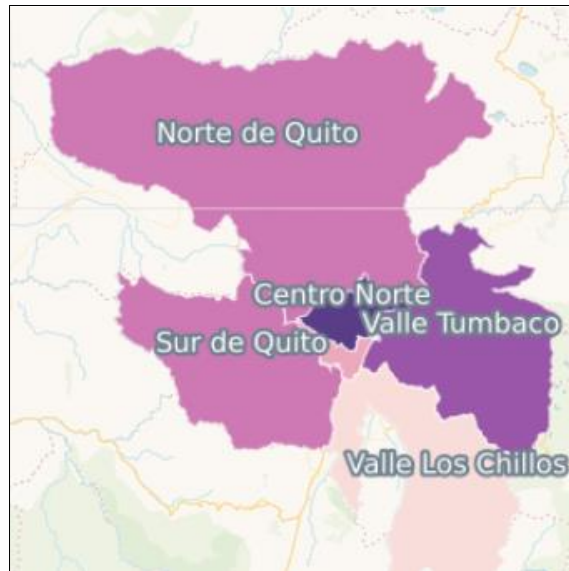 Norte de Quito
Centro Norte
Valle Tumbaco
Sur de Quito
Valle Los Chillos